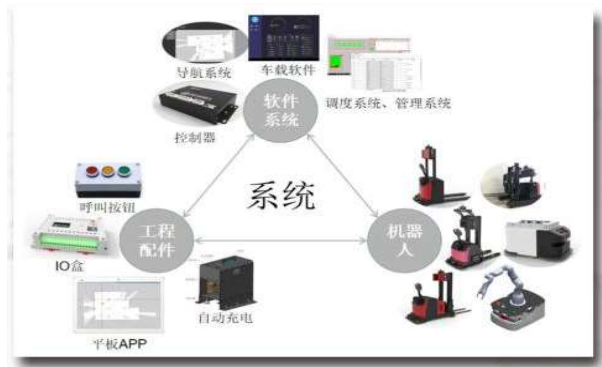 导航系统
车载软件
调度系统、管理系统
软件
系统
控制器
系统
呼叫按钮
工程
配件
机器
人
IO盒
自动充电
平板APP